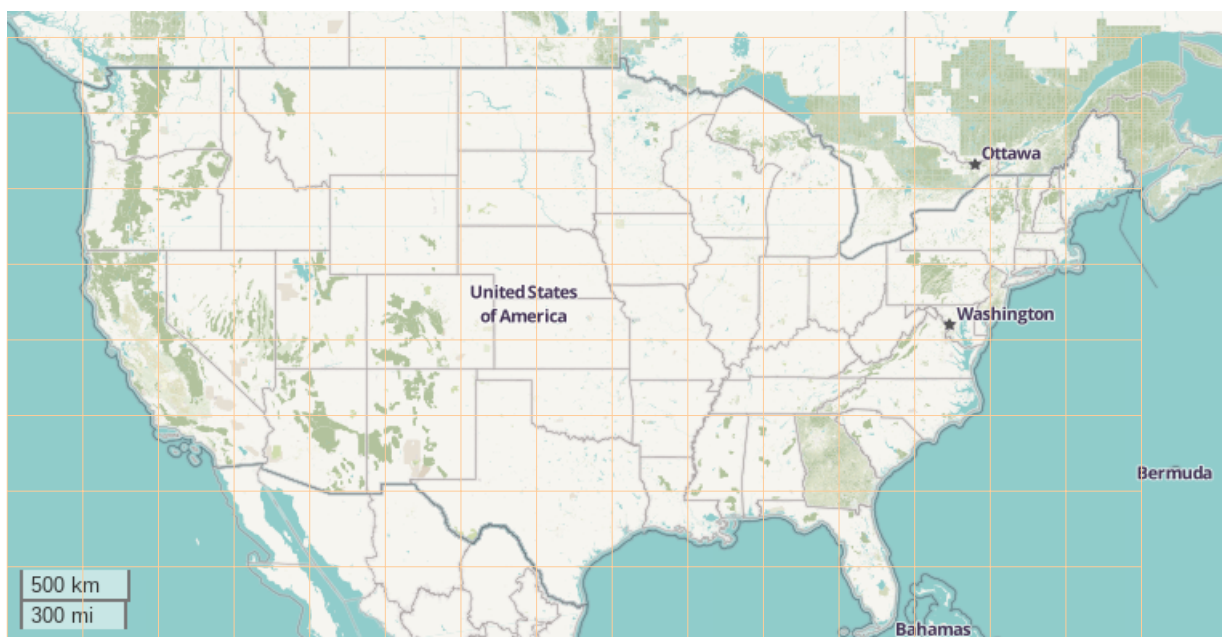 Ottawa
United States
of America
Washington
Bermuda
500 km
300 mi
Bahamas